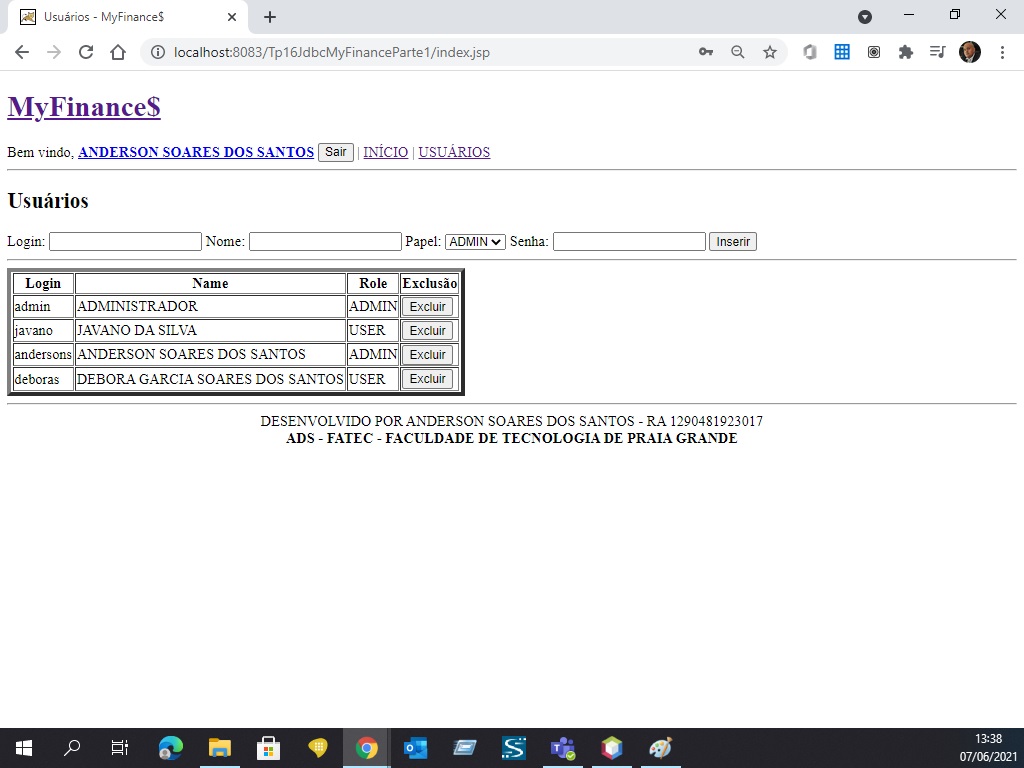 Usuários - MyFinance$
localhost:8083/Tp16JdbcMyFinanceParte1/index.jsp
MyFinance$
Bem vindo, ANDERSON SOARES DOS SANTOS Sair | INÍCIO | USUÁRIOS
Usuários
Login: Nome: Papel: ADMIN Senha: Inserir
Login Name Role Exclusão
admin ADMINISTRADOR ADMIN Excluir
javano JAVANO DA SILVA USER Excluir
andersons ANDERSON SOARES DOS SANTOS ADMIN Excluir
deboras DEBORA GARCIA SOARES DOS SANTOS USER Excluir
DESENVOLVIDO POR ANDERSON SOARES DOS SANTOS - RA 1290481923017
ADS - FATEC - FACULDADE DE TECNOLOGIA DE PRAIA GRANDE
13:38
07/06/2021